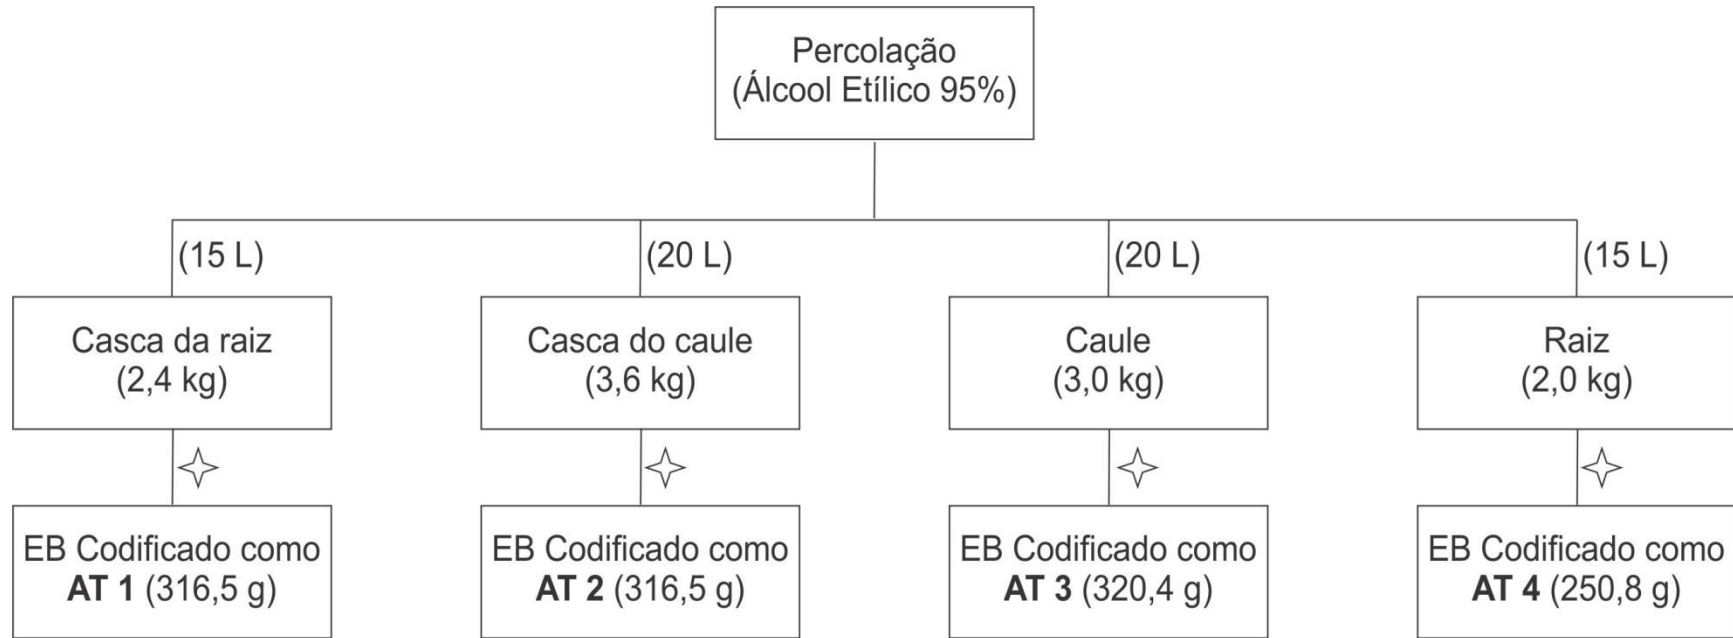 Percolação
(Álcool Etílico 95%)
(15 L)
(20 L)
(20 L)
(15 L)
Casca da raiz
(2,4 kg)
Casca do caule
(3,6 kg)
Caule
(3,0 kg)
Raiz
(2,0 kg)
EB Codificado como
AT 1 (316,5 g)
EB Codificado como
AT 2 (316,5 g)
EB Codificado como
AT 3 (320,4 g)
EB Codificado como
AT 4 (250,8 g)